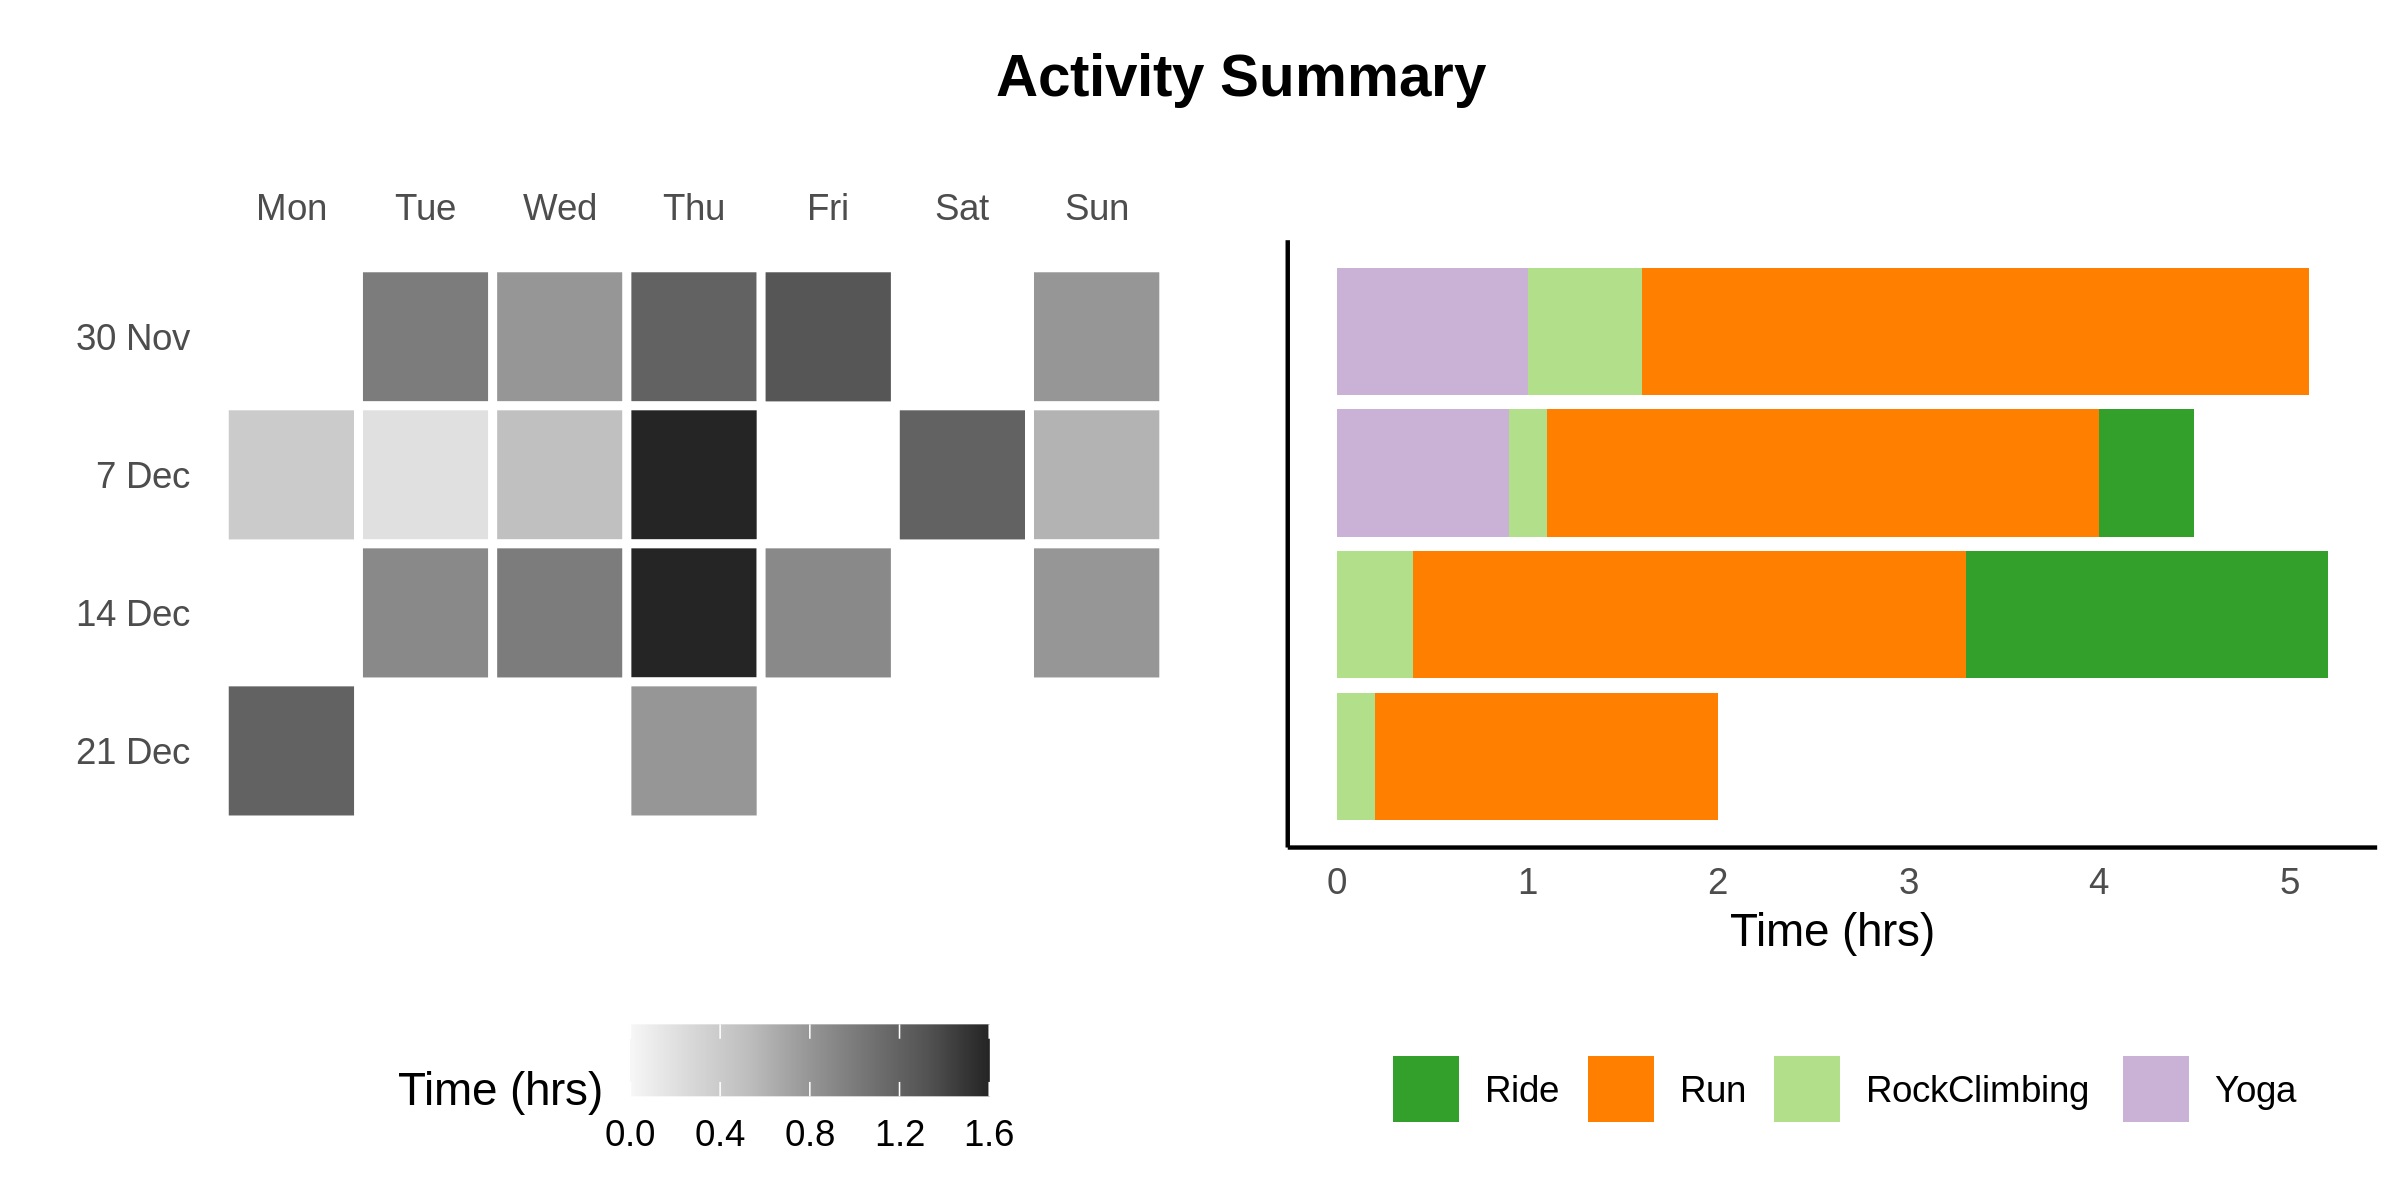 Activity Summary
Mon Tue Wed Thu Fri Sat Sun
30 Nov
7 Dec
14 Dec
21 Dec
0 1 2 3 4 5
Time (hrs)
Time (hrs)
0.0 0.4 0.8 1.2 1.6
Ride Run RockClimbing Yoga